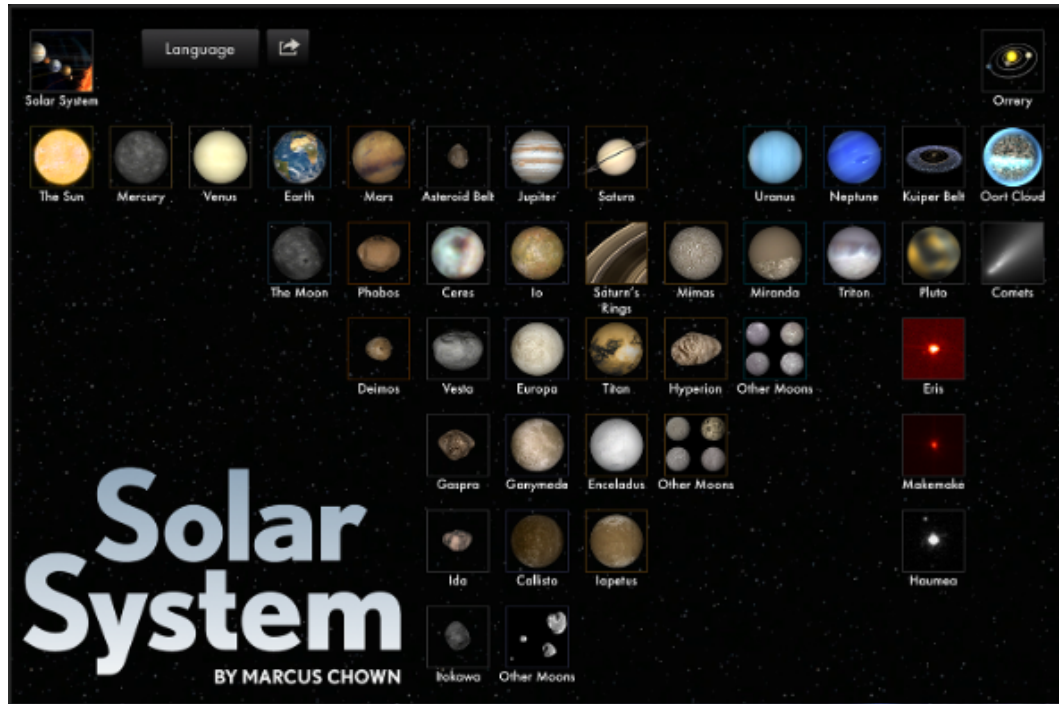 Language
Solar System
Orrery
The Sun
Mercury
Venus
Earth
Mars
Asteroid Belt
Jupiter
Saturn
Uranus
Neptune
Kuiper Belt
Oort Cloud
The Moon
Phobos
Ceres
Io
Saturn's
Rings
Mimas
Miranda
Triton
Pluto
Comets
Deimos
Vesta
Europa
Titan
Hyperion
Other Moons
Eris
Gaspra
Ganymede
Enceladus
Other Moons
Makemake
Ida
Callisto
Iapetus
Haumea
Itokawa
Other Moons
Solar
System
BY MARCUS CHOWN